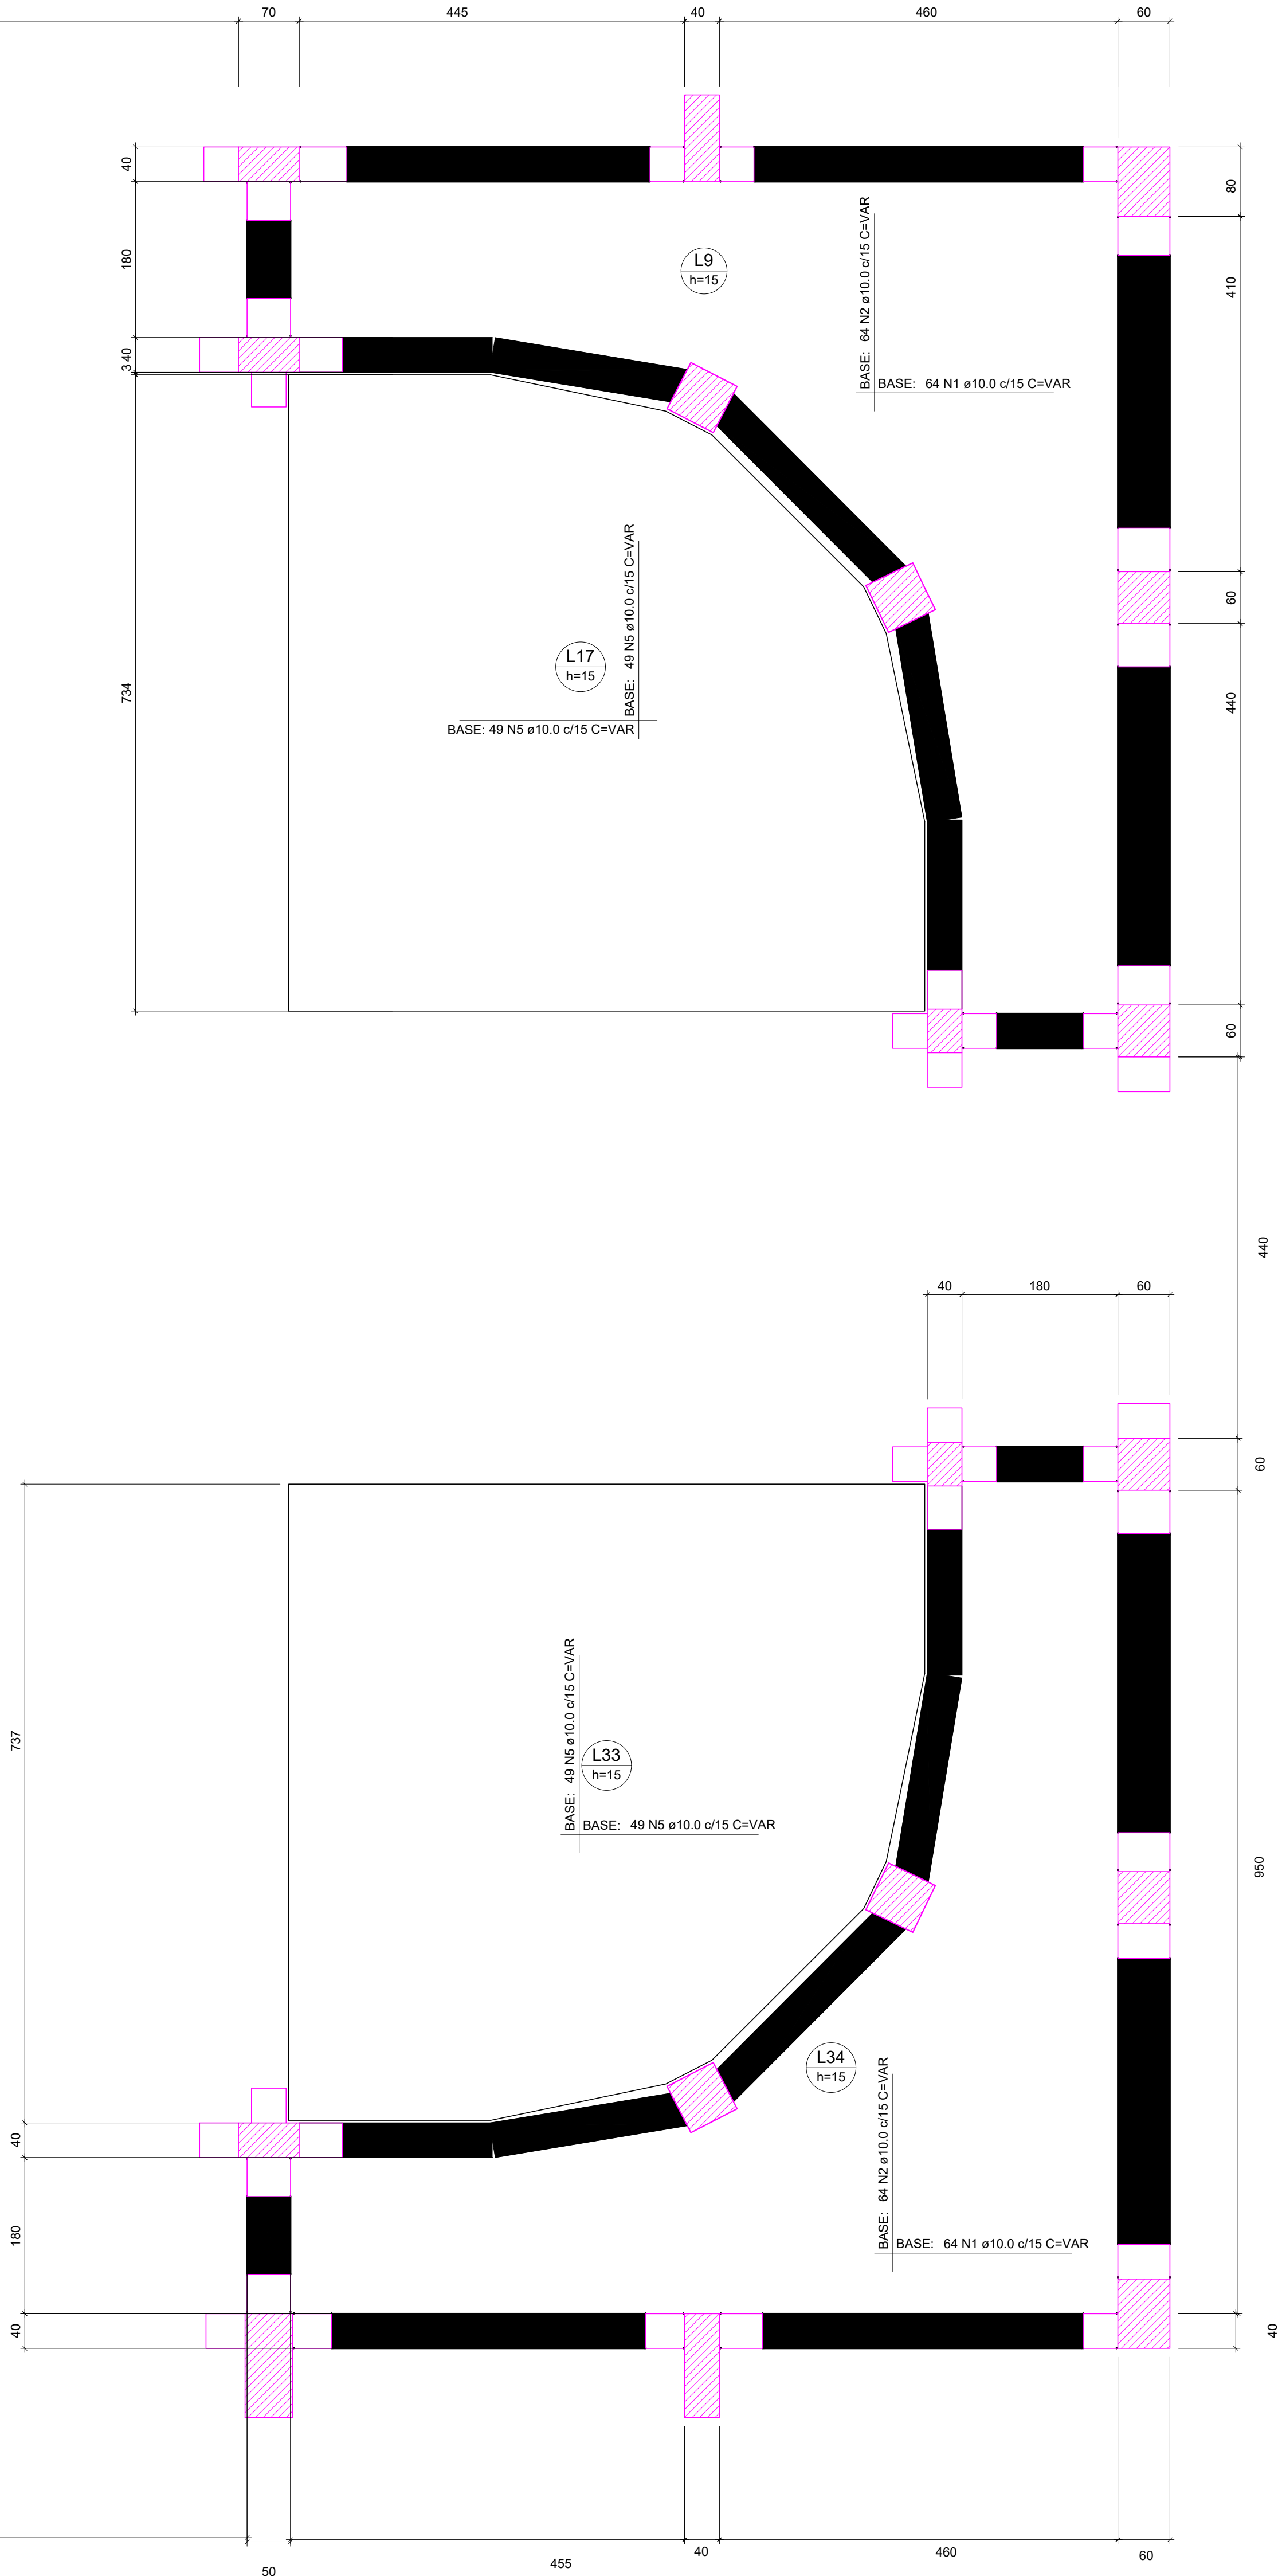 70
445
40
460
60
40
180
40
3
734
80
410
60
440
60
L9
h=15
BASE: 64 N2 ø10.0 c/15 C=VAR
BASE: 64 N1 ø10.0 c/15 C=VAR
BASE: 49 N5 ø10.0 c/15 C=VAR
L17
h=15
BASE: 49 N5 ø10.0 c/15 C=VAR
440
40
180
60
60
737
BASE: 49 N5 ø10.0 c/15 C=VAR
L33
h=15
BASE: 49 N5 ø10.0 c/15 C=VAR
950
L34
h=15
BASE: 64 N2 ø10.0 c/15 C=VAR
BASE: 64 N1 ø10.0 c/15 C=VAR
40
180
40
40
50
455
40
460
60